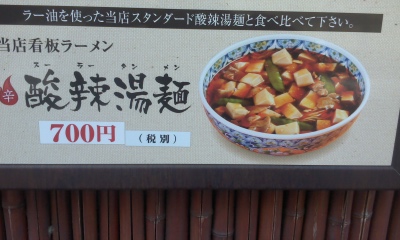 ラー油を使った当店スタンダード酸辣湯麺と食べ比べて下さい。
当店看板ラーメン
スーラータンメン
辛 酸辣湯麺
700円 (税別)